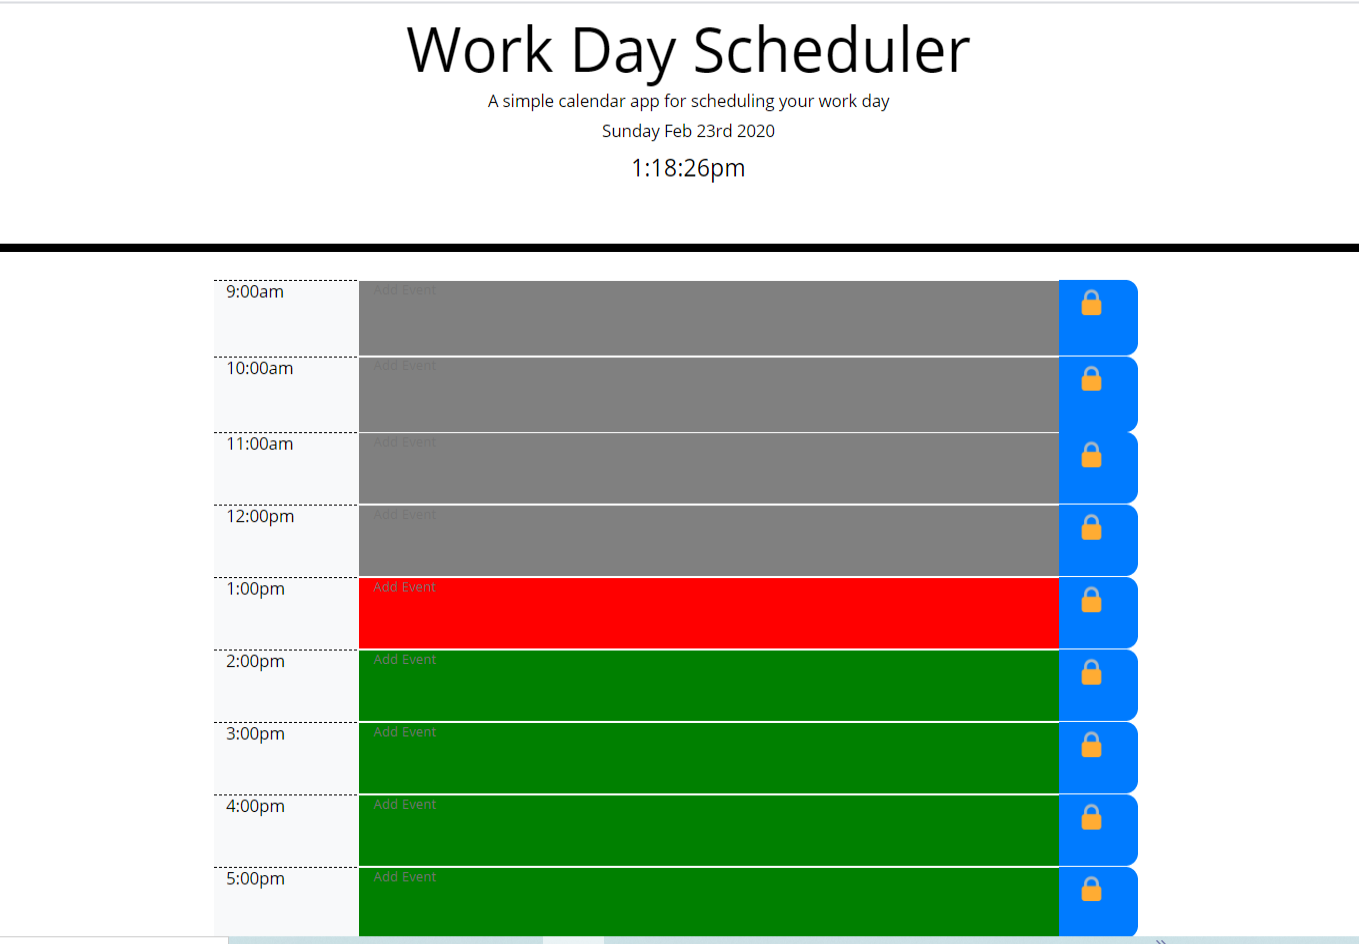 Work Day Scheduler
A simple calendar app for scheduling your work day
Sunday Feb 23rd 2020
1:18:26pm
9:00am Add Event
10:00am Add Event
11:00am Add Event
12:00pm Add Event
1:00pm Add Event
2:00pm Add Event
3:00pm Add Event
4:00pm Add Event
5:00pm Add Event